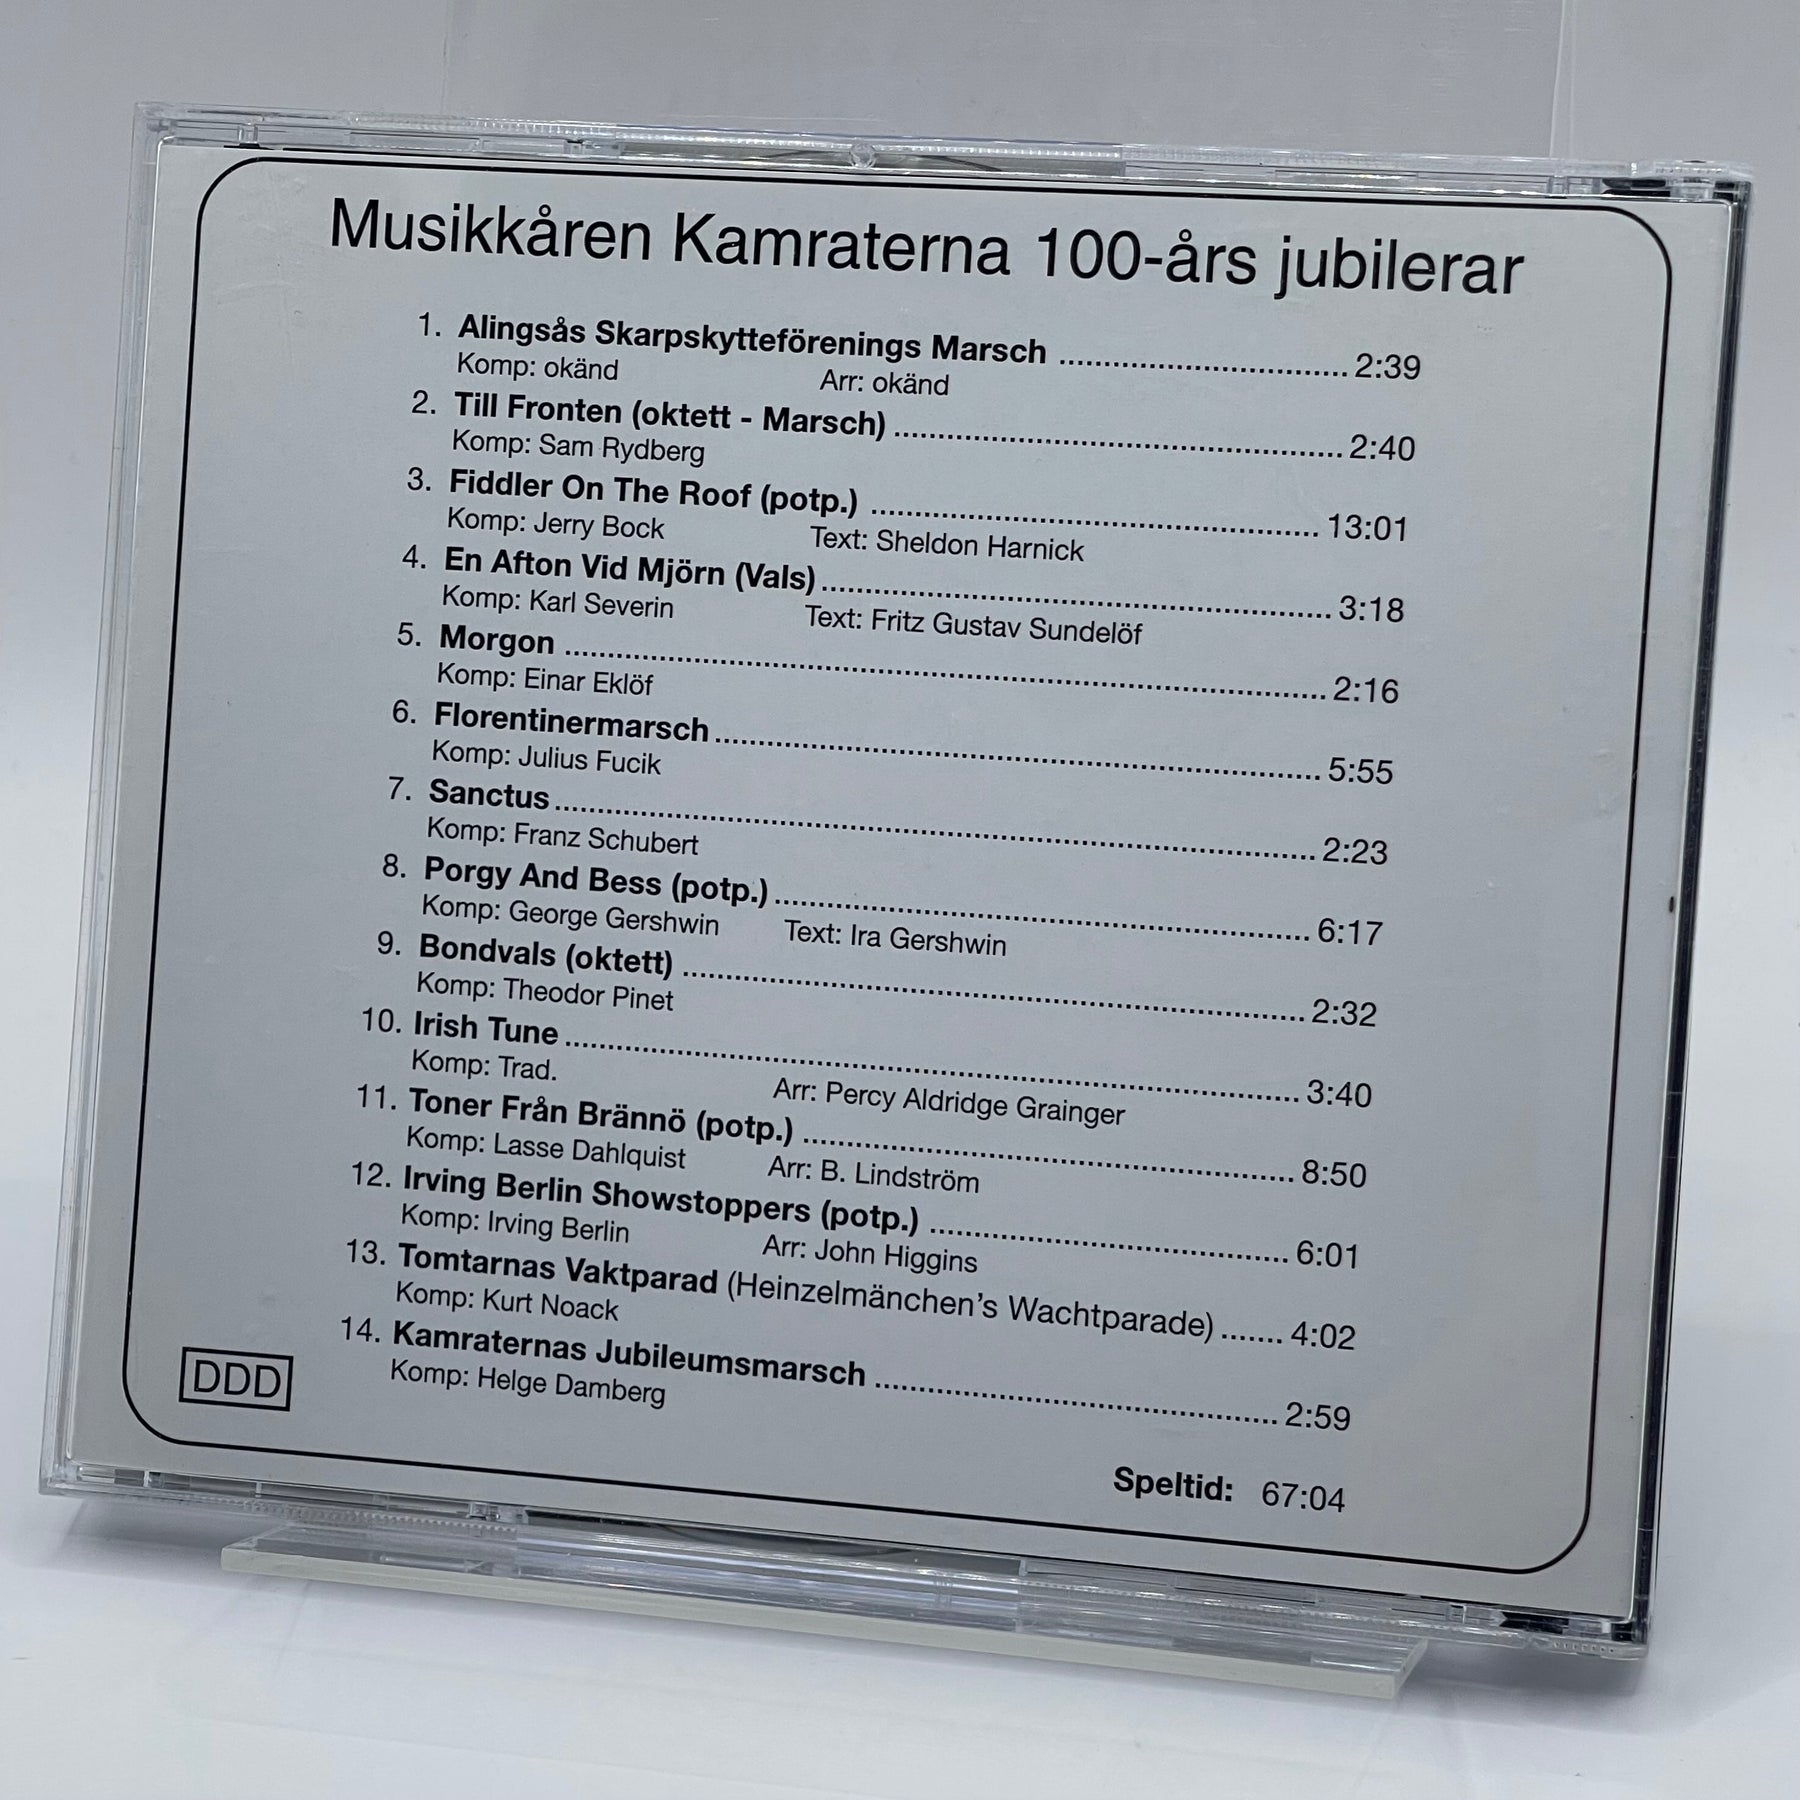 Musikkåren Kamraterna 100-års jubilerar
1. Alingsås Skarpskytteförenings Marsch ........ 2:39
Komp: okänd Arr: okänd
2. Till Fronten (oktett - Marsch) ........ 2:40
Komp: Sam Rydberg
3. Fiddler On The Roof (potp.) ........ 13:01
Komp: Jerry Bock Text: Sheldon Harnick
4. En Afton Vid Mjörn (Vals) ........ 3:18
Komp: Karl Severin Text: Fritz Gustav Sundelöf
5. Morgon ........ 2:16
Komp: Einar Eklöf
6. Florentinermarsch ........ 5:55
Komp: Julius Fucik
7. Sanctus ........ 2:23
Komp: Franz Schubert
8. Porgy And Bess (potp.) ........ 6:17
Komp: George Gershwin Text: Ira Gershwin
9. Bondvals (oktett) ........ 2:32
Komp: Theodor Pinet
10. Irish Tune ........ 3:40
Komp: Trad. Arr: Percy Aldridge Grainger
11. Toner Från Brännö (potp.) ........ 8:50
Komp: Lasse Dahlquist Arr: B. Lindström
12. Irving Berlin Showstoppers (potp.) ........ 6:01
Komp: Irving Berlin Arr: John Higgins
13. Tomtarnas Vaktparad (Heinzelmänchen's Wachtparade) ....... 4:02
Komp: Kurt Noack
14. Kamraternas Jubileumsmarsch ........ 2:59
Komp: Helge Damberg
DDD
Speltid: 67:04